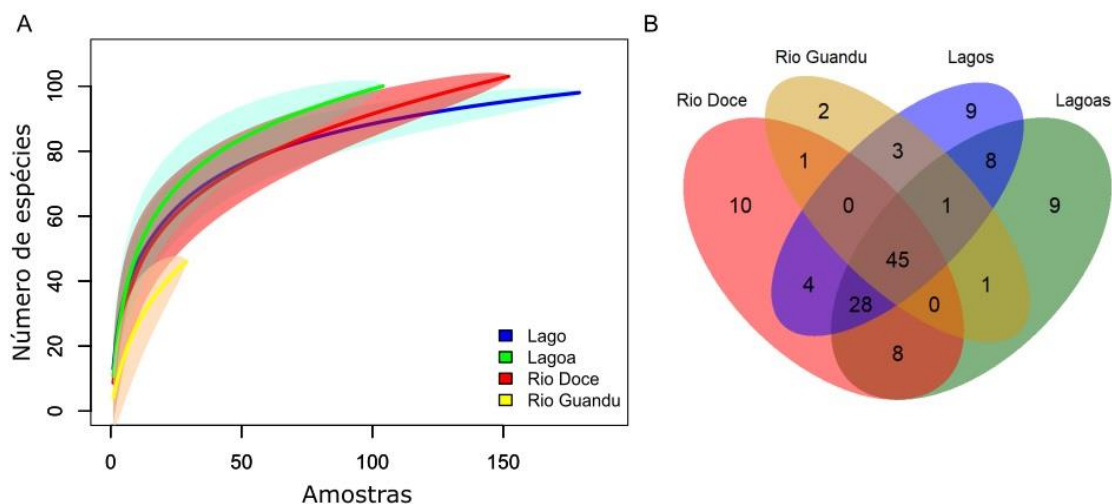 A
Número de espécies
100
80
60
40
20
0
0 50 100 150
Amostras
Lago
Lagoa
Rio Doce
Rio Guandu
B
Rio Guandu
Lagos
Rio Doce
Lagoas
2 9
1 3 8
10 0 1 9
45
4 28 0 1
8